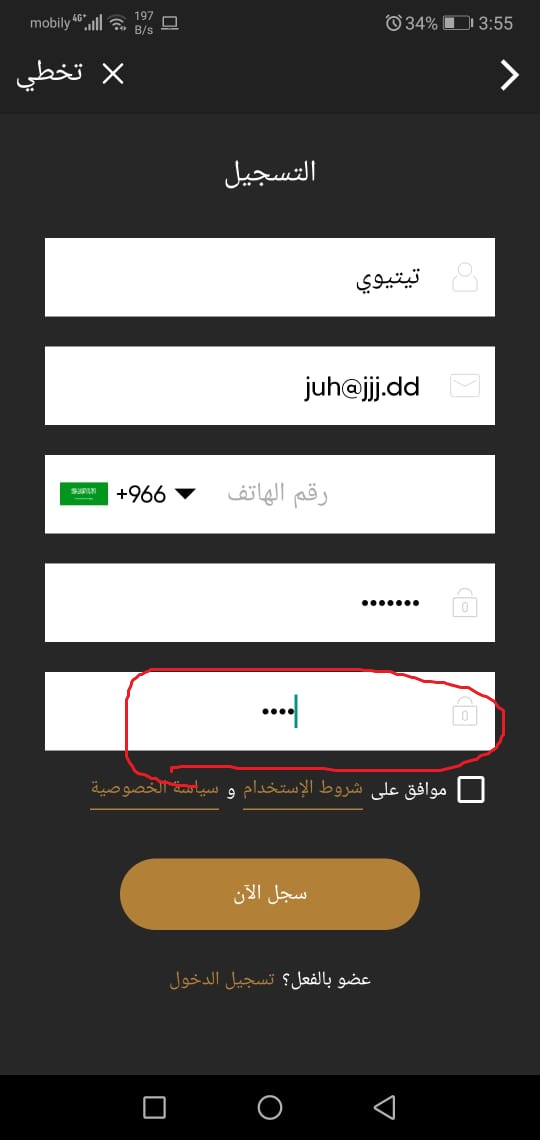 mobily 4G+ 197 B/s 34% 3:55
تخطي
التسجيل
تيتيوي
juh@jjj.dd
+966 رقم الهاتف
•••••••
••••
موافق على شروط الإستخدام و سياسة الخصوصية
سجل الآن
عضو بالفعل؟ تسجيل الدخول